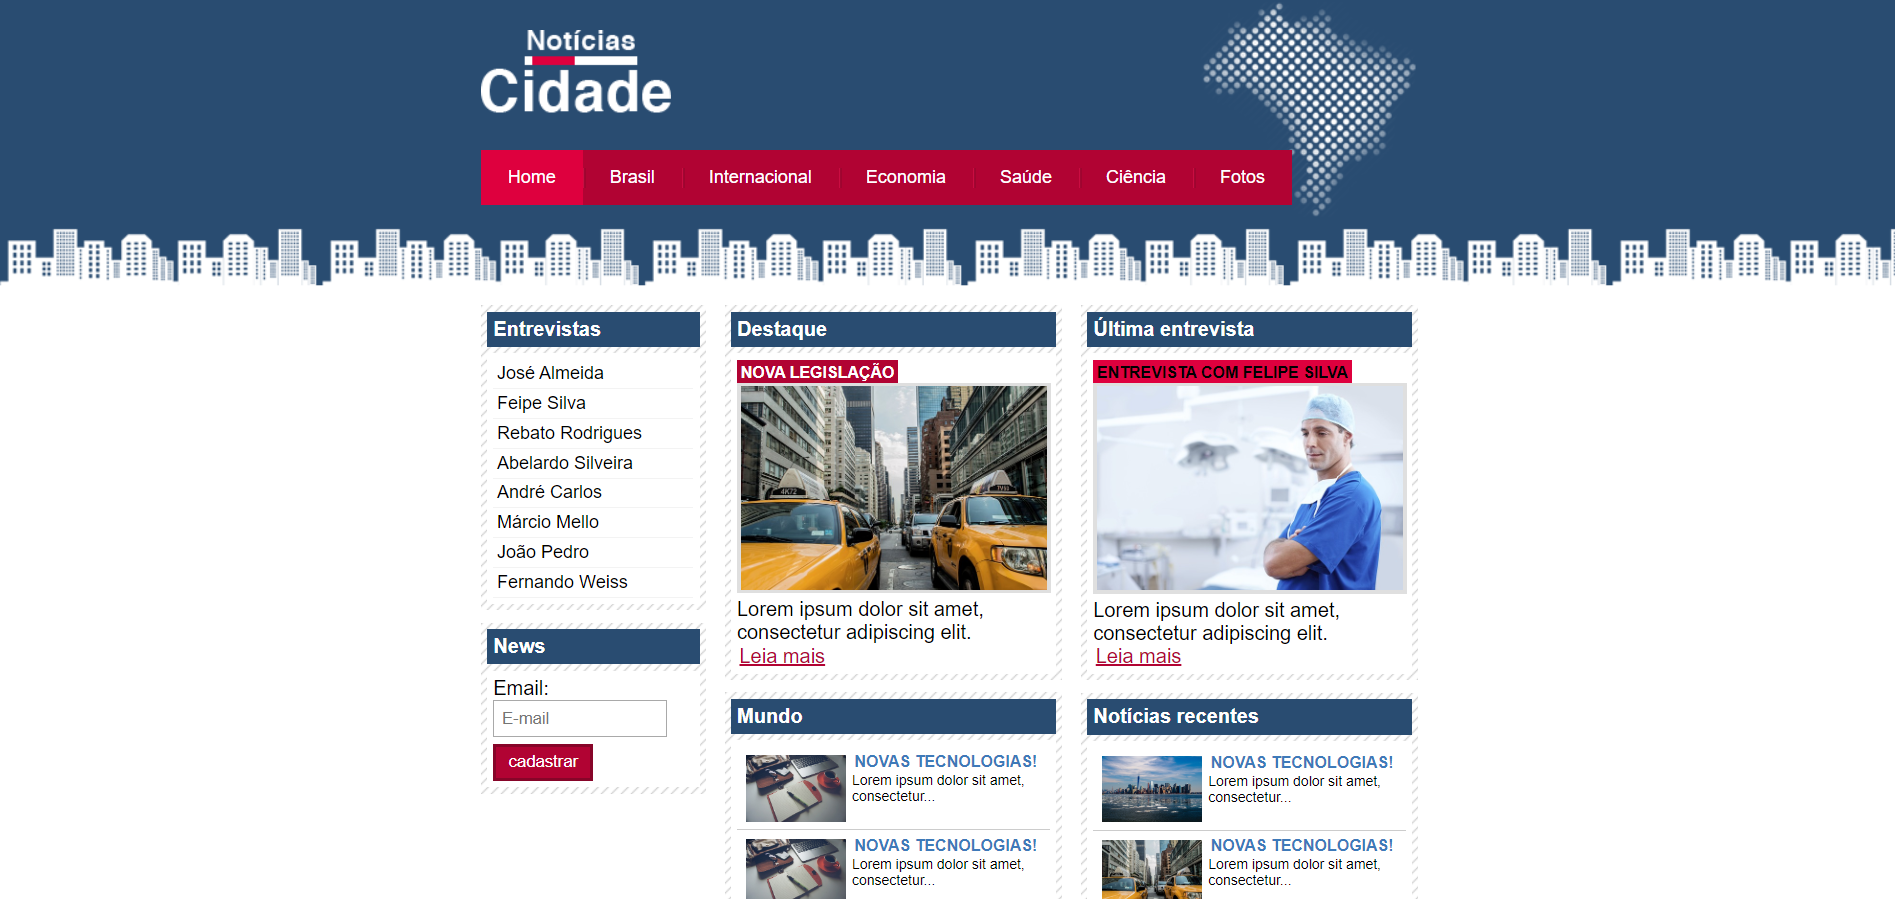 Notícias
Cidade
Home Brasil Internacional Economia Saúde Ciência Fotos
Entrevistas
José Almeida
Feipe Silva
Rebato Rodrigues
Abelardo Silveira
André Carlos
Márcio Mello
João Pedro
Fernando Weiss
News
Email:
E-mail
cadastrar
Destaque
NOVA LEGISLAÇÃO
4K72
Lorem ipsum dolor sit amet,
consectetur adipiscing elit.
Leia mais
Última entrevista
ENTREVISTA COM FELIPE SILVA
Lorem ipsum dolor sit amet,
consectetur adipiscing elit.
Leia mais
Mundo
NOVAS TECNOLOGIAS!
Lorem ipsum dolor sit amet,
consectetur...
NOVAS TECNOLOGIAS!
Lorem ipsum dolor sit amet,
consectetur...
Notícias recentes
NOVAS TECNOLOGIAS!
Lorem ipsum dolor sit amet,
consectetur...
NOVAS TECNOLOGIAS!
Lorem ipsum dolor sit amet,
consectetur...